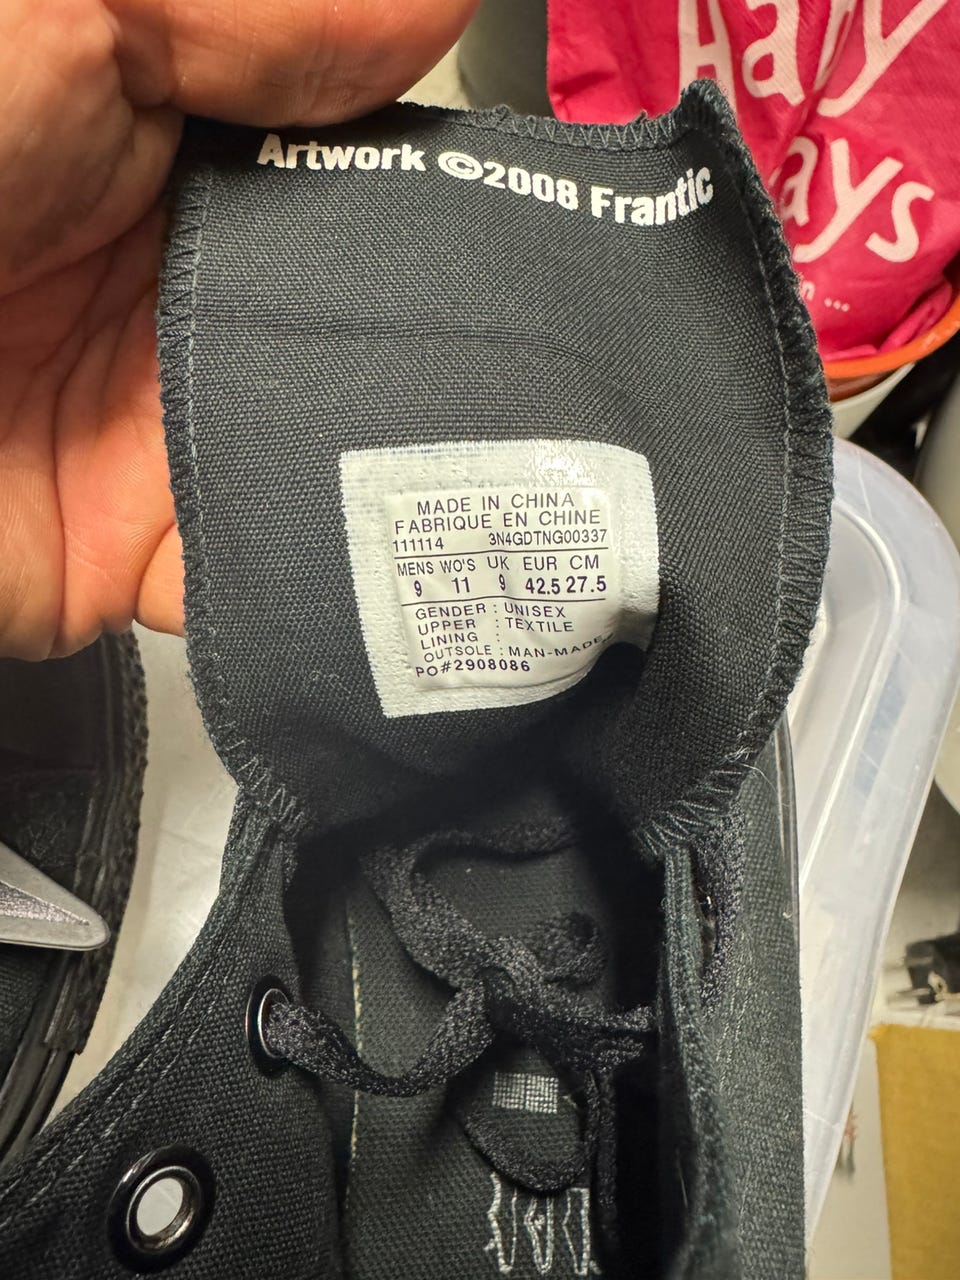 Artwork ©2008 Frantic
MADE IN CHINA
FABRIQUE EN CHINE
111114 3N4GDTNG00337
MENS WO'S UK EUR CM
9 11 9 42.5 27.5
GENDER : UNISEX
UPPER : TEXTILE
LINING :
OUTSOLE : MAN-MADE
PO#2908086
ays